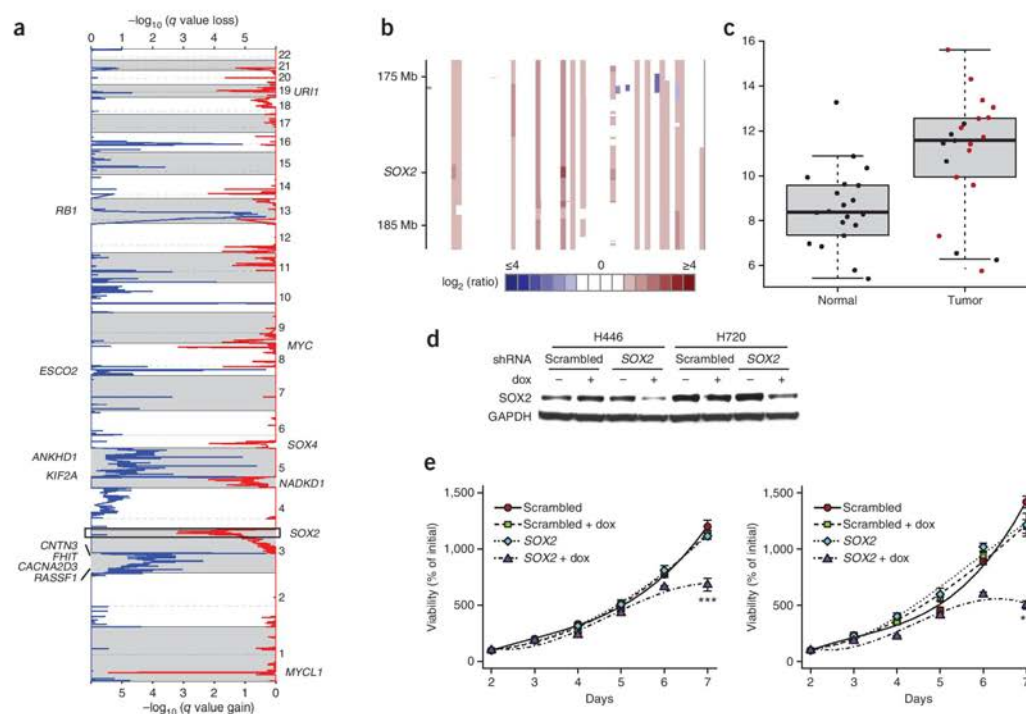 a
−log10 (q value loss)
0 5
22
21
20
19 URI1
18
17
16
15
14
RB1 13
12
11
10
9
MYC
8
ESCO2
7
6
SOX4
ANKHD1 5
KIF2A NADKD1
4
SOX2
CNTN3 3
FHIT
CACNA2D3
RASSF1
2
1
MYCL1
5 4 3 2 1 0
−log10 (q value gain)
b
175 Mb
SOX2
185 Mb
≤4 0 ≥4
log2 (ratio)
c
16
14
12
10
8
6
Normal Tumor
d
H446 H720
shRNA Scrambled SOX2 Scrambled SOX2
dox − + − + − + − +
SOX2
GAPDH
e
Viability (% of initial)
1,500
1,000
500
0
Scrambled
Scrambled + dox
SOX2
SOX2 + dox
***
2 3 4 5 6 7
Days
Viability (% of initial)
1,500
1,000
500
0
Scrambled
Scrambled + dox
SOX2
SOX2 + dox
2 3 4 5 6 7
Days